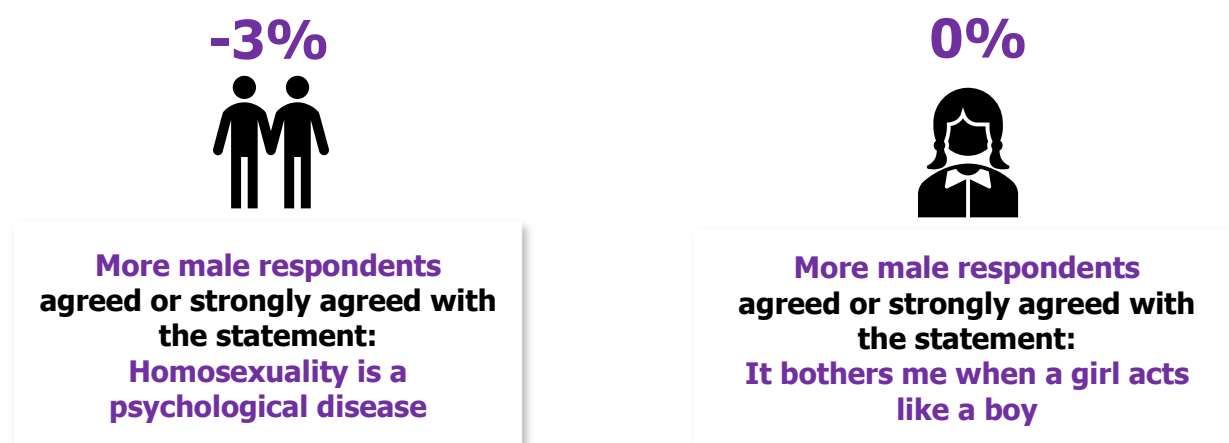 -3%
More male respondents
agreed or strongly agreed with
the statement:
Homosexuality is a
psychological disease
0%
More male respondents
agreed or strongly agreed with
the statement:
It bothers me when a girl acts
like a boy